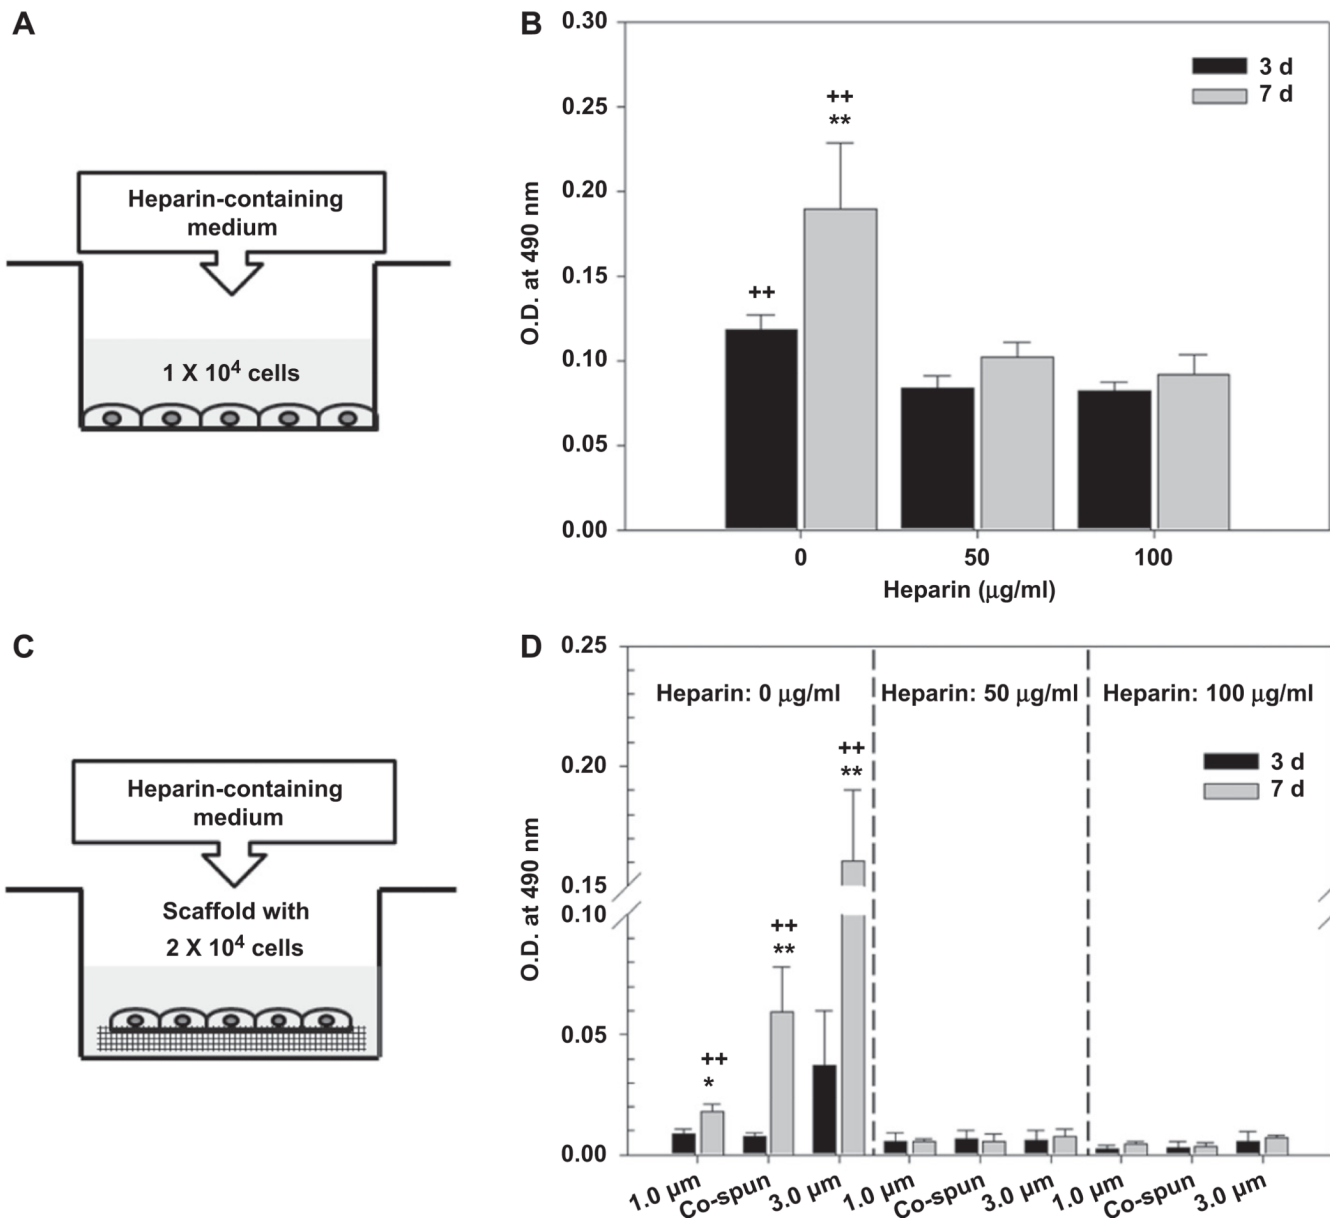 A
Heparin-containing
medium
1 X 10⁴ cells
B
0.30
0.25
0.20
0.15
0.10
0.05
0.00
O.D. at 490 nm
3 d
7 d
++
++
**
0
50
100
Heparin (μg/ml)
C
Heparin-containing
medium
Scaffold with
2 X 10⁴ cells
D
0.25
0.20
0.15
0.10
0.05
0.00
O.D. at 490 nm
Heparin: 0 μg/ml
Heparin: 50 μg/ml
Heparin: 100 μg/ml
3 d
7 d
++
*
++
**
++
**
1.0 μm
Co-spun
3.0 μm
1.0 μm
Co-spun
3.0 μm
1.0 μm
Co-spun
3.0 μm